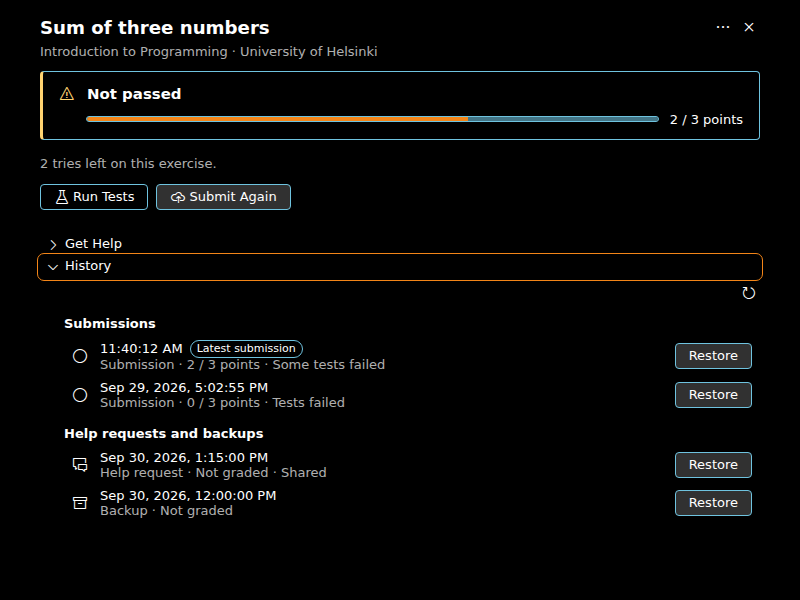 Sum of three numbers
Introduction to Programming · University of Helsinki
Not passed
2 / 3 points
2 tries left on this exercise.
Run Tests
Submit Again
Get Help
History
Submissions
11:40:12 AM Latest submission
Submission · 2 / 3 points · Some tests failed
Restore
Sep 29, 2026, 5:02:55 PM
Submission · 0 / 3 points · Tests failed
Restore
Help requests and backups
Sep 30, 2026, 1:15:00 PM
Help request · Not graded · Shared
Restore
Sep 30, 2026, 12:00:00 PM
Backup · Not graded
Restore